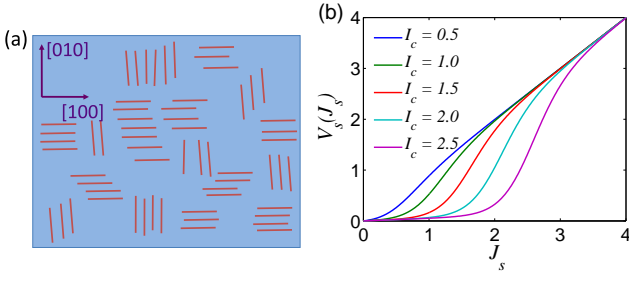 (a)
[010]
[100]
(b)
V_s(J_s)
4
3
2
1
0
I_c = 0.5
I_c = 1.0
I_c = 1.5
I_c = 2.0
I_c = 2.5
0 1 2 3 4
J_s